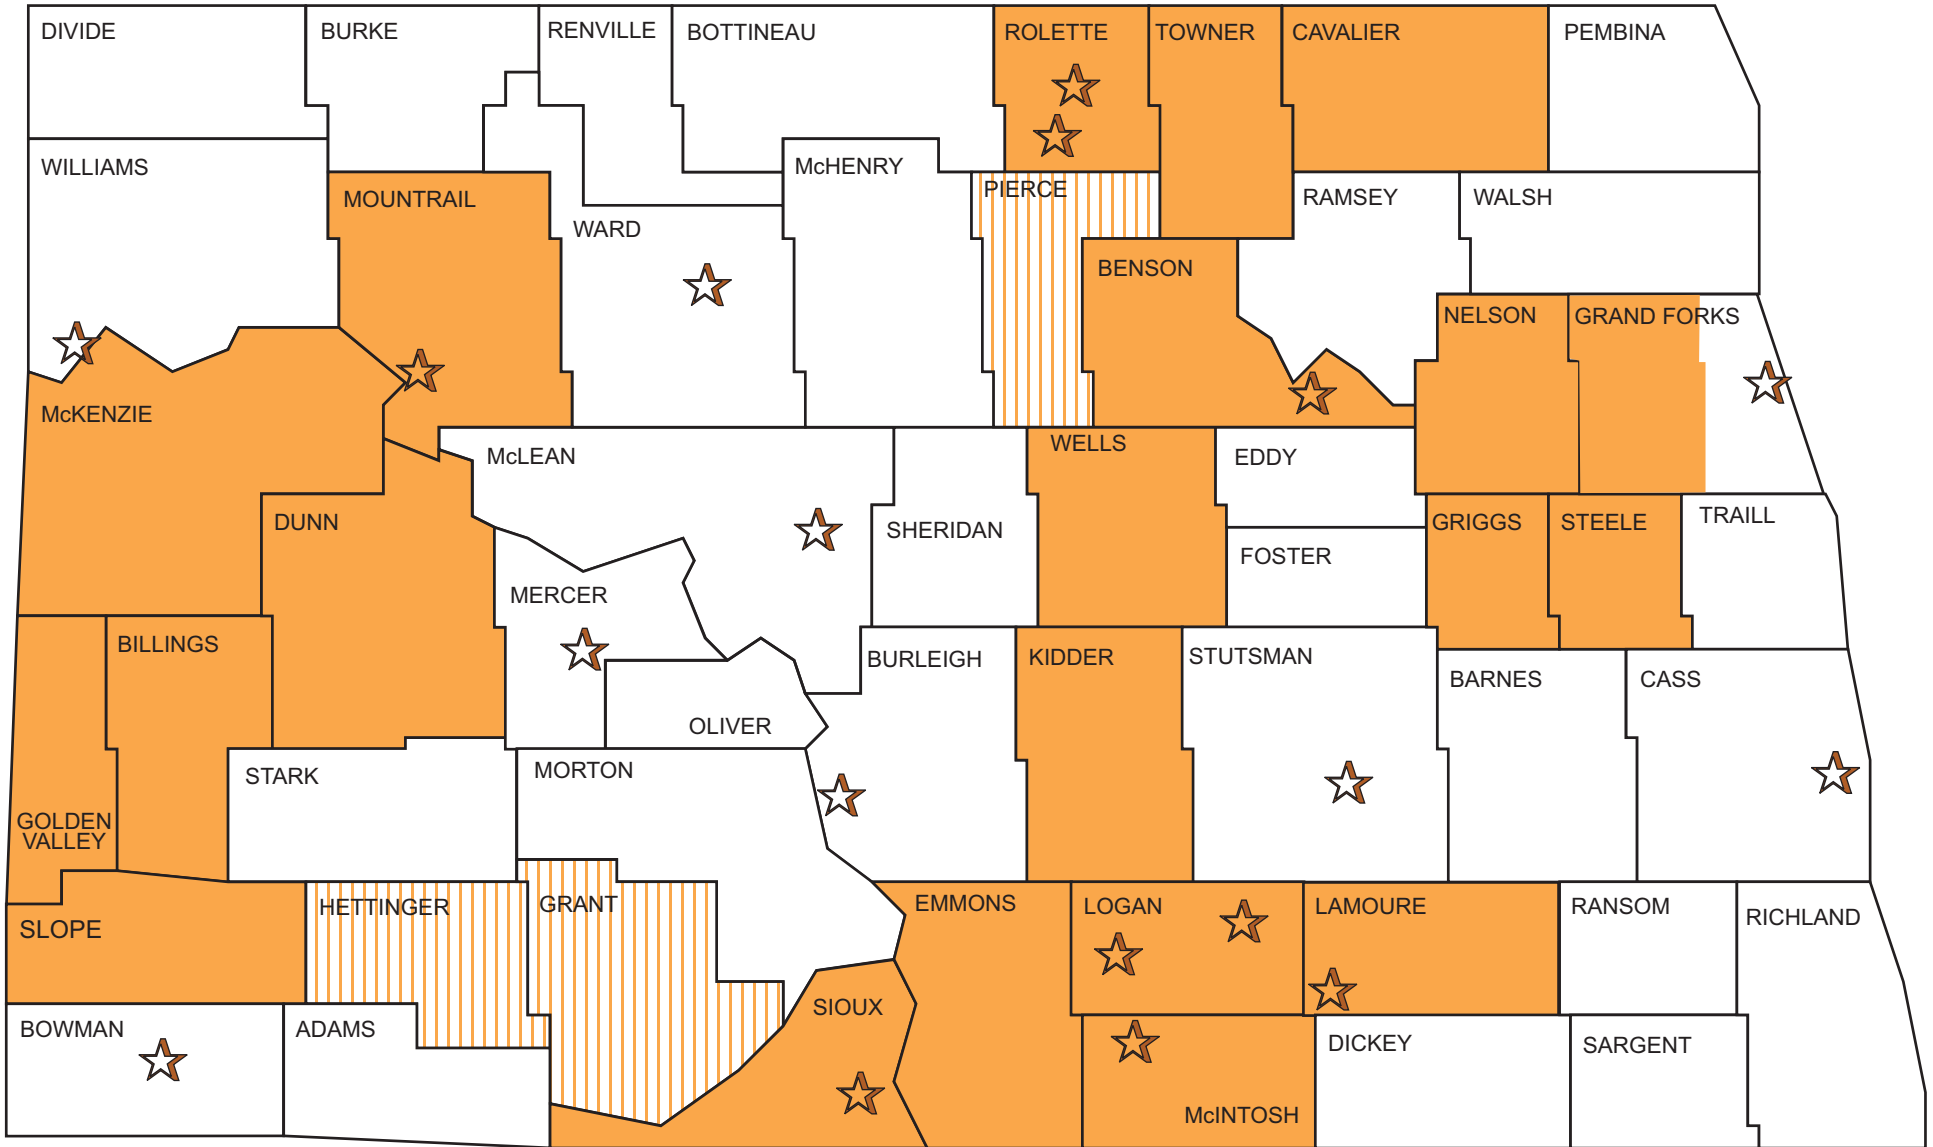 DIVIDE
BURKE
RENVILLE
BOTTINEAU
ROLETTE
TOWNER
CAVALIER
PEMBINA
WILLIAMS
McHENRY
MOUNTRAIL
PIERCE
RAMSEY
WALSH
WARD
BENSON
NELSON
GRAND FORKS
McKENZIE
McLEAN
WELLS
EDDY
DUNN
SHERIDAN
GRIGGS
STEELE
TRAILL
FOSTER
MERCER
BILLINGS
BURLEIGH
KIDDER
STUTSMAN
BARNES
CASS
OLIVER
STARK
MORTON
GOLDEN
VALLEY
SLOPE
HETTINGER
GRANT
EMMONS
LOGAN
LAMOURE
RANSOM
RICHLAND
SIOUX
BOWMAN
ADAMS
DICKEY
SARGENT
McINTOSH